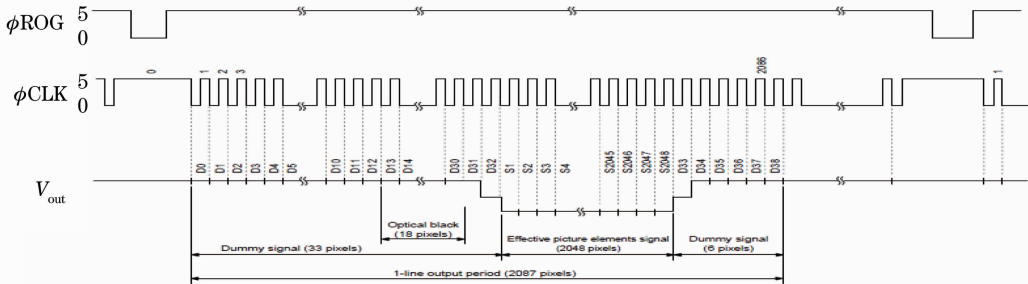 5
φROG
0
0 1 2 3 2086 1
5
φCLK
0
D0 D1 D2 D3 D4 D5 D10 D11 D12 D13 D14 D30 D31 D32 S1 S2 S3 S4 S2045 S2046 S2047 S2048 D33 D34 D35 D36 D37 D38
Vout
Optical black
(18 pixels)
Dummy signal (33 pixels)
Effective picture elements signal
(2048 pixels)
Dummy signal
(6 pixels)
1-line output period (2087 pixels)